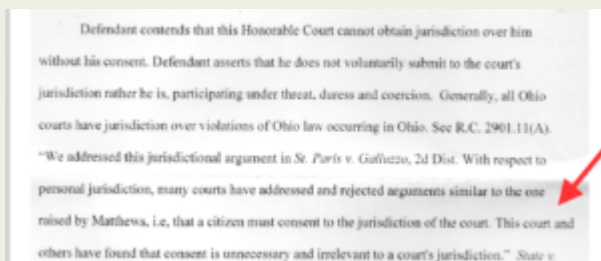 Defendant contends that this Honorable Court cannot obtain jurisdiction over him
without his consent. Defendant asserts that he does not voluntarily submit to the court's
jurisdiction rather he is, participating under threat, duress and coercion. Generally, all Ohio
courts have jurisdiction over violations of Ohio law occurring in Ohio. See R.C. 2901.11(A).
"We addressed this jurisdictional argument in St. Paris v. Galluzzo, 2d Dist. With respect to
personal jurisdiction, many courts have addressed and rejected arguments similar to the one
raised by Matthews, i.e, that a citizen must consent to the jurisdiction of the court. This court and
others have found that consent is unnecessary and irrelevant to a court's jurisdiction." State v.